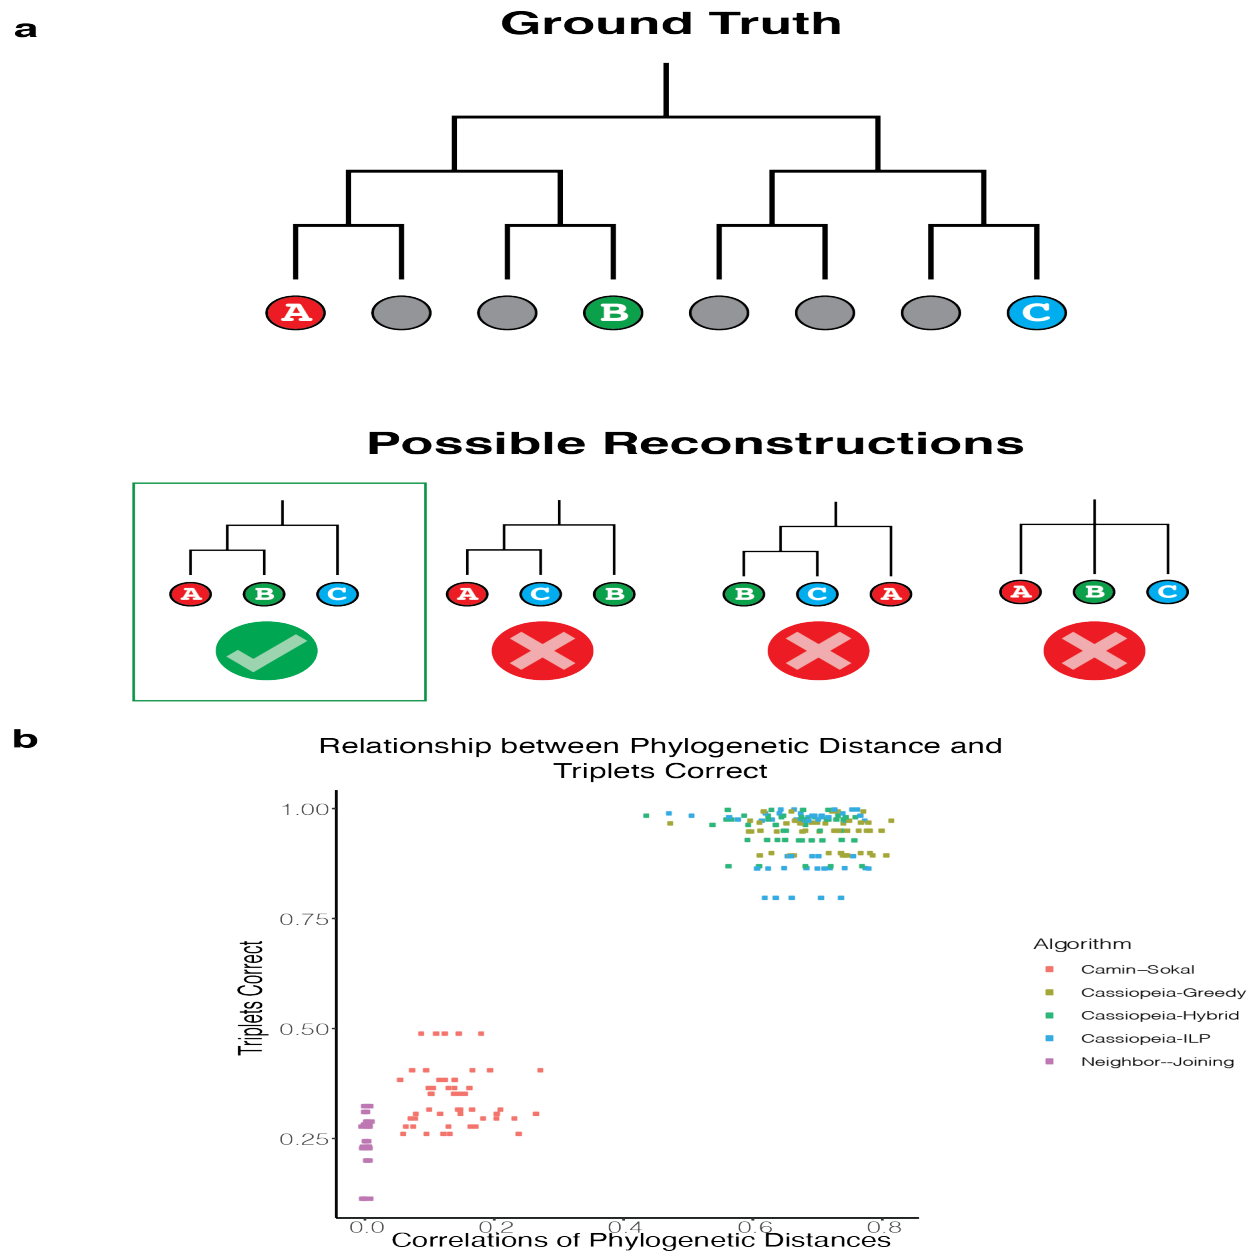 a
Ground Truth
A B C
Possible Reconstructions
A B C A C B B C A A B C
b
Relationship between Phylogenetic Distance and
Triplets Correct
1.00
0.75
0.50
0.25
Triplets Correct
0.0 0.2 0.4 0.6 0.8
Correlations of Phylogenetic Distances
Algorithm
Camin–Sokal
Cassiopeia-Greedy
Cassiopeia-Hybrid
Cassiopeia-ILP
Neighbor--Joining